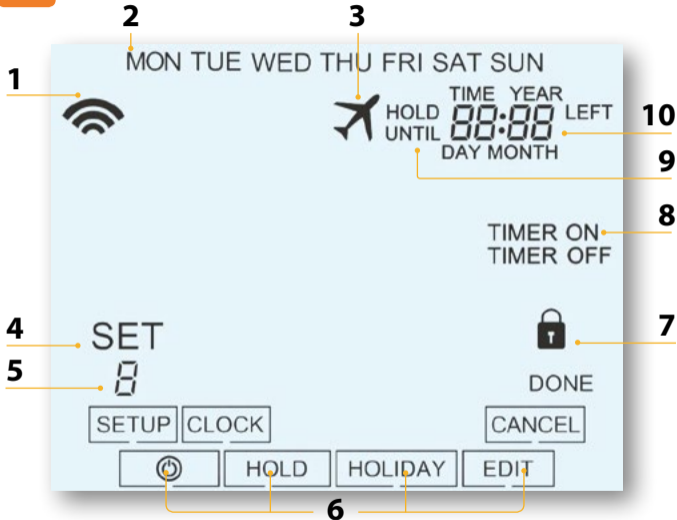 2 3
MON TUE WED THU FRI SAT SUN
1
TIME YEAR
HOLD 88:88 LEFT 10
UNTIL
DAY MONTH 9
8
TIMER ON
TIMER OFF
4 SET 7
5 8
DONE
SETUP CLOCK CANCEL
HOLD HOLIDAY EDIT
6